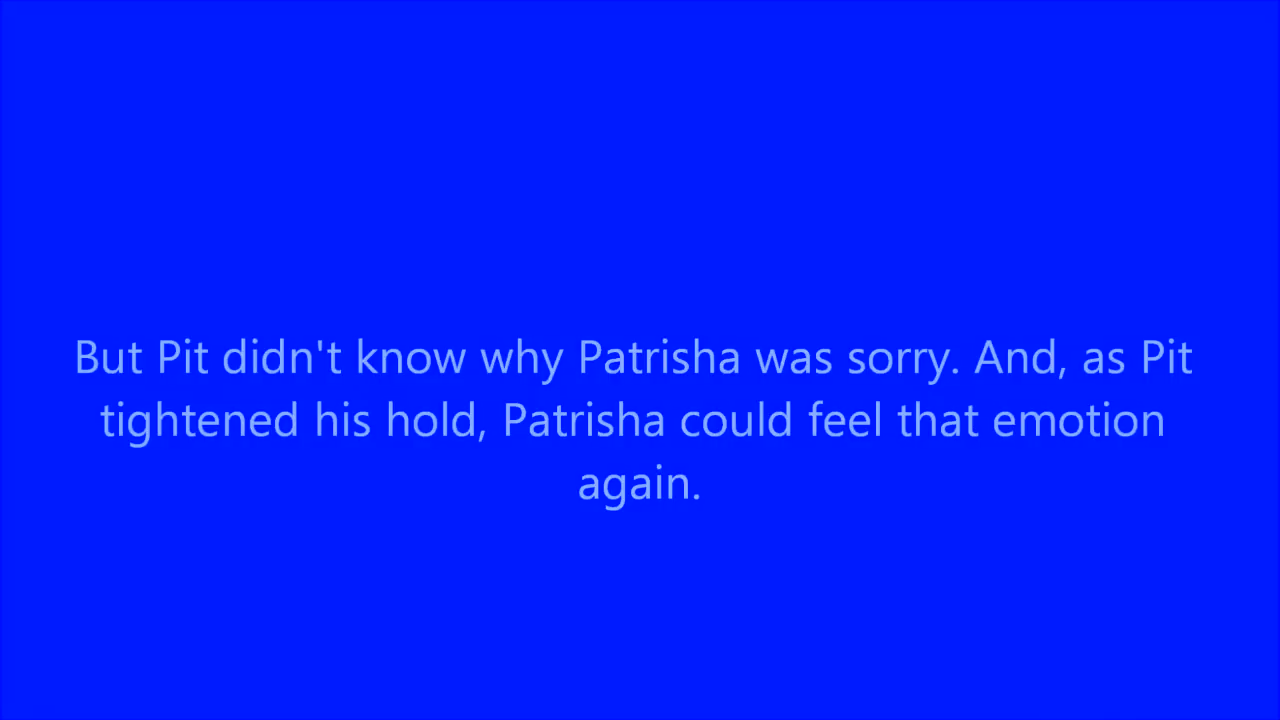 But Pit didn't know why Patrisha was sorry. And, as Pit
tightened his hold, Patrisha could feel that emotion
again.